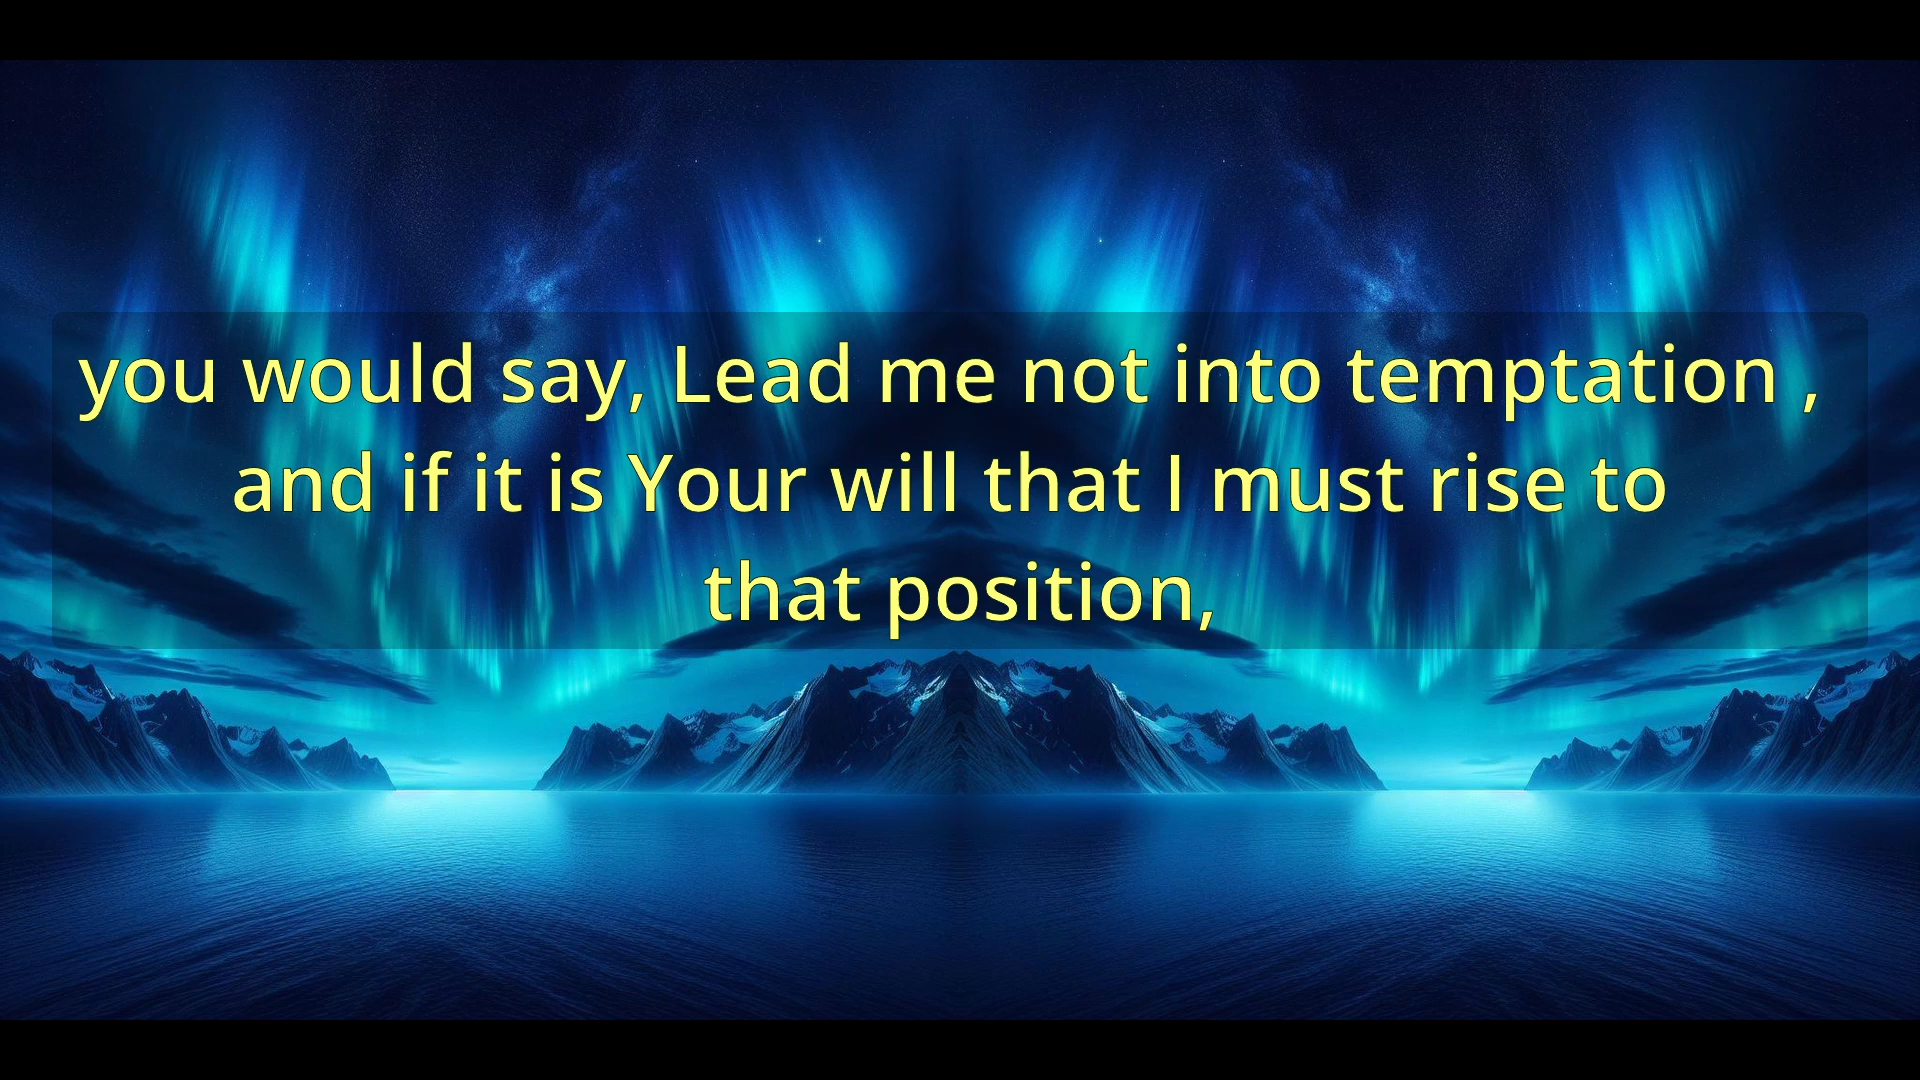 you would say, Lead me not into temptation ,
and if it is Your will that I must rise to
that position,